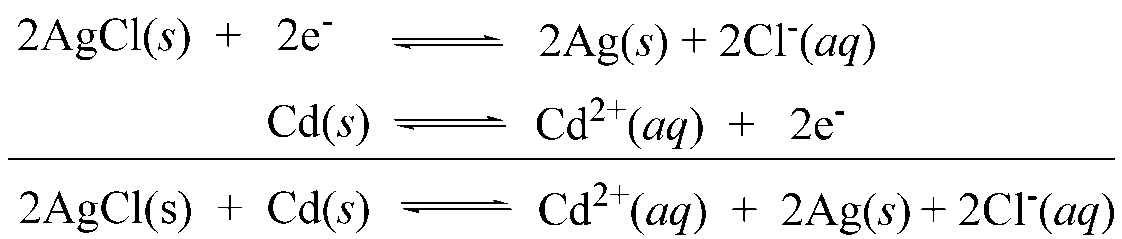 2AgCl(s) + 2e⁻ ⇌ 2Ag(s) + 2Cl⁻(aq)
Cd(s) ⇌ Cd²⁺(aq) + 2e⁻
2AgCl(s) + Cd(s) ⇌ Cd²⁺(aq) + 2Ag(s) + 2Cl⁻(aq)